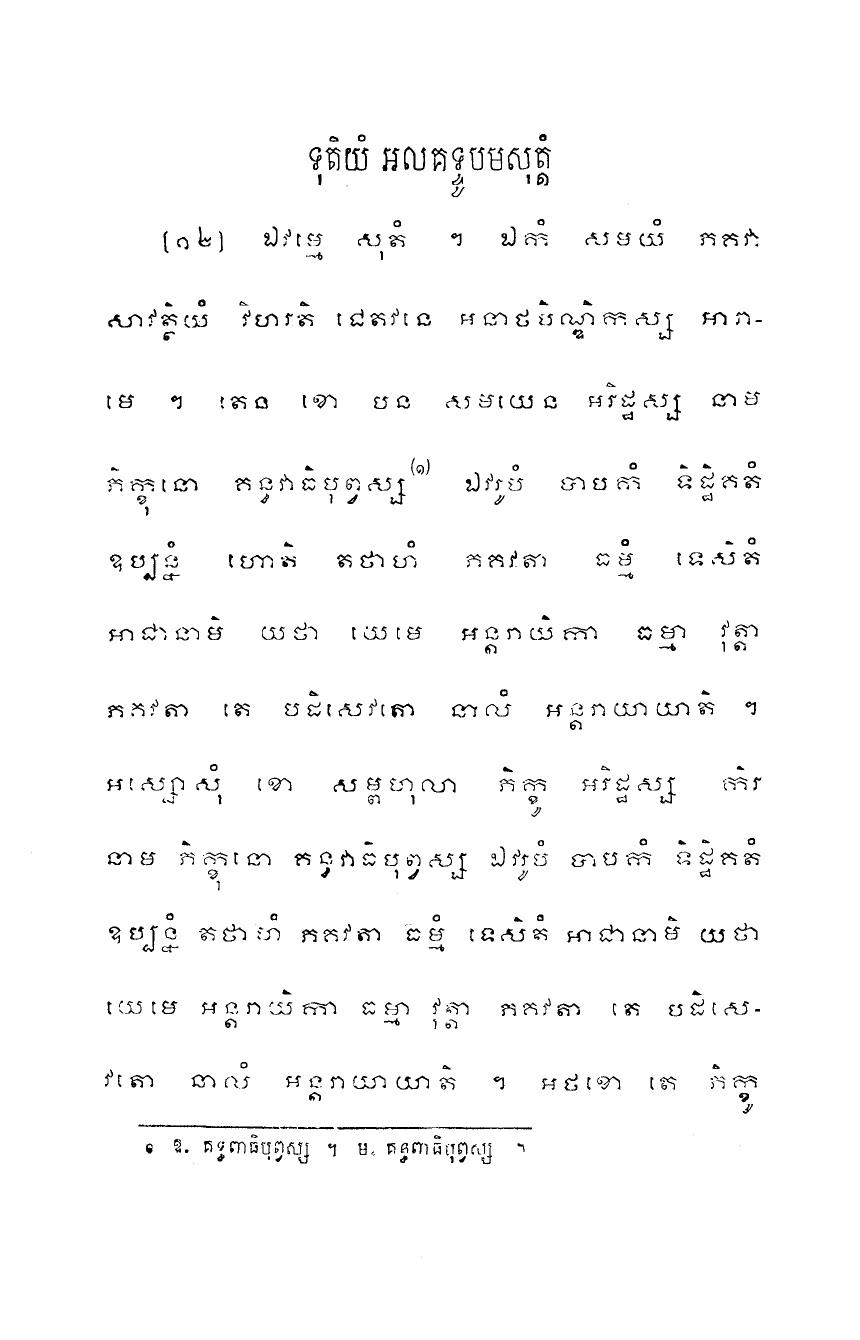 ទុតិយំ អលគទ្ទូបមសុត្តំ
[១២] ឯវម្មេ សុតំ ។ ឯកំ សមយំ ភគវា
សាវត្ថិយំ វិហរតិ ជេតវនេ អនាថបិណ្ឌិកស្ស អារា-
មេ ។ តេន ខោ បន សមយេន អរិដ្ឋស្ស នាម
ភិក្ខុនោ គន្ធវាធិបុព្វស្ស(១) ឯវរូបំ បាបកំ ទិដ្ឋិគតំ
ឧប្បន្នំ ហោតិ តថាហំ ភគវតា ធម្មំ ទេសិតំ
អាជានាមិ យថា យេមេ អន្តរាយិកា ធម្មា វុត្តា
ភគវតា តេ បដិសេវតោ នាលំ អន្តរាយាយាតិ ។
អស្សោសុំ ខោ សម្ពហុលា ភិក្ខូ អរិដ្ឋស្ស កិរ
នាម ភិក្ខុនោ គន្ធវាធិបុព្វស្ស ឯវរូបំ បាបកំ ទិដ្ឋិគតំ
ឧប្បន្នំ តថាហំ ភគវតា ធម្មំ ទេសិតំ អាជានាមិ យថា
យេមេ អន្តរាយិកា ធម្មា វុត្តា ភគវតា តេ បដិសេ-
វតោ នាលំ អន្តរាយាយាតិ ។ អថខោ តេ ភិក្ខូ
១ ឱ. គទ្ធពាធិបុព្វស្ស ។ ម. គន្ធពាធិបុព្វស្ស ។